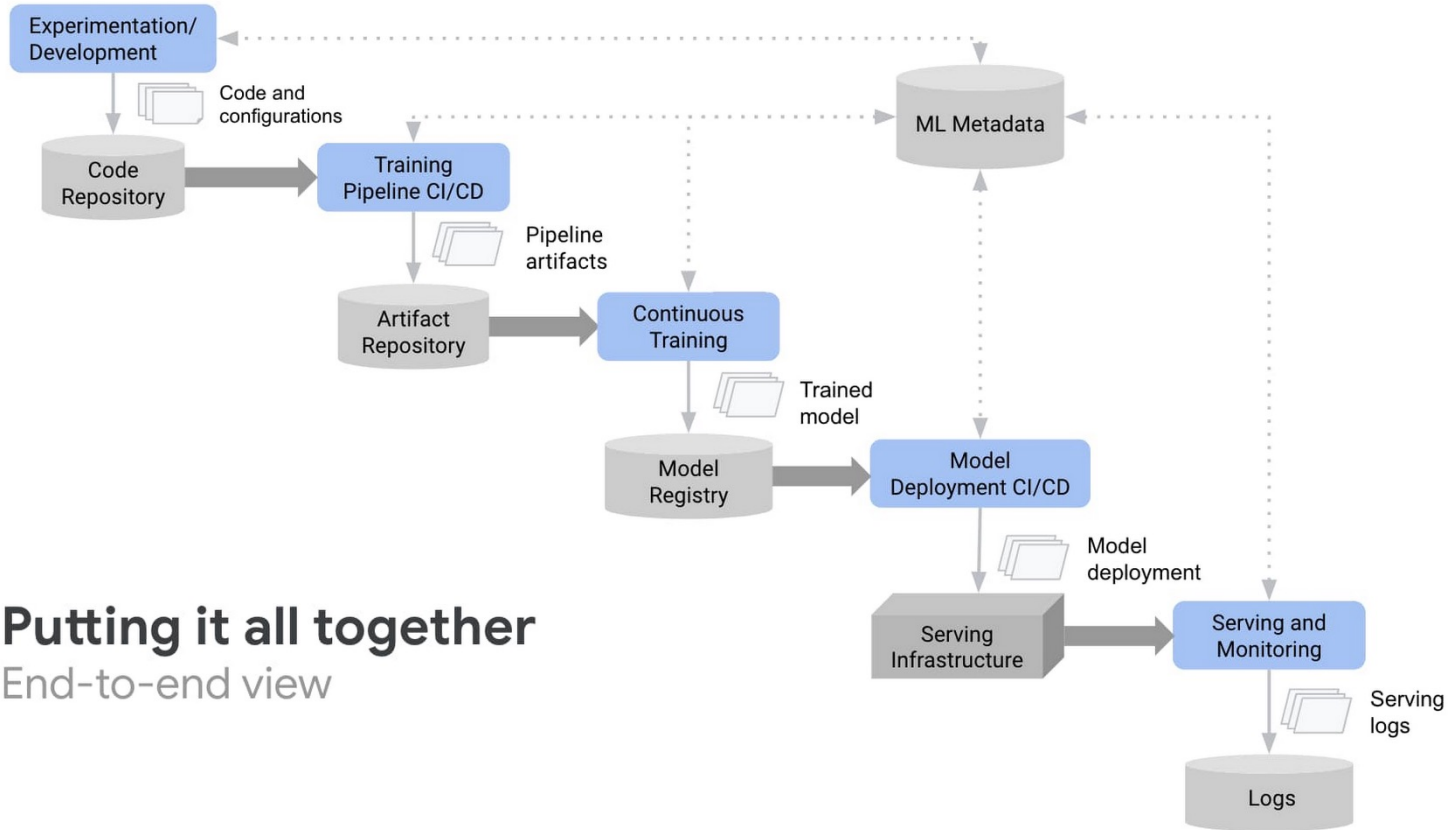 Experimentation/
Development
Code and
configurations
ML Metadata
Code
Repository
Training
Pipeline CI/CD
Pipeline
artifacts
Artifact
Repository
Continuous
Training
Trained
model
Model
Registry
Model
Deployment CI/CD
Model
deployment
Putting it all together
End-to-end view
Serving
Infrastructure
Serving and
Monitoring
Serving
logs
Logs